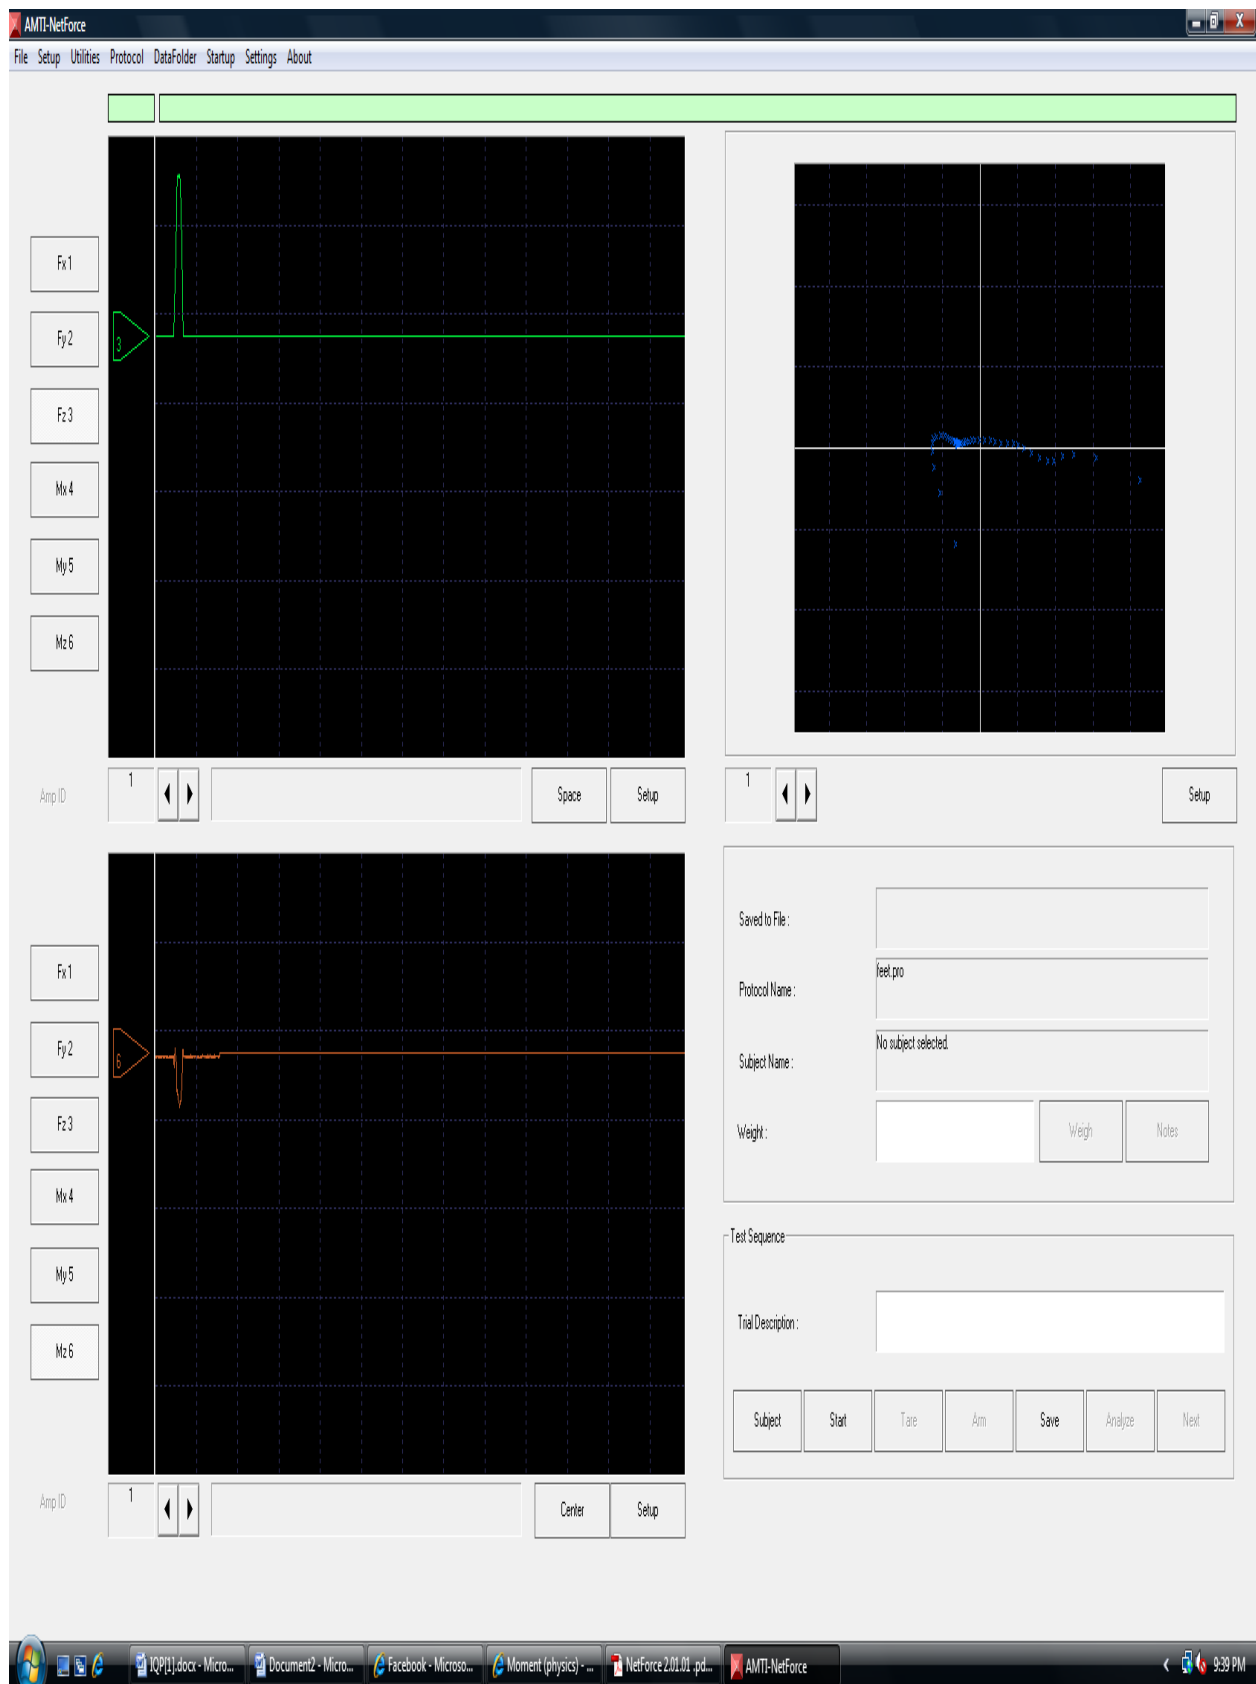 AMTI-NetForce
File Setup Utilities Protocol DataFolder Startup Settings About
Fx 1
Fy 2
Fz 3
Mx 4
My 5
Mz 6
3
Amp ID
1
Space
Setup
1
Setup
Fx 1
Fy 2
Fz 3
Mx 4
My 5
Mz 6
6
Amp ID
1
Center
Setup
Saved to File :
Protocol Name :
feet.pro
Subject Name :
No subject selected.
Weight :
Weigh
Notes
Test Sequence
Trial Description :
Subject
Start
Tare
Arm
Save
Analyze
Next
IQP[1].docx - Micro... Document2 - Micro... Facebook - Microso... Moment (physics) - ... NetForce 2.01.01 .pd... AMTI-NetForce 9:39 PM